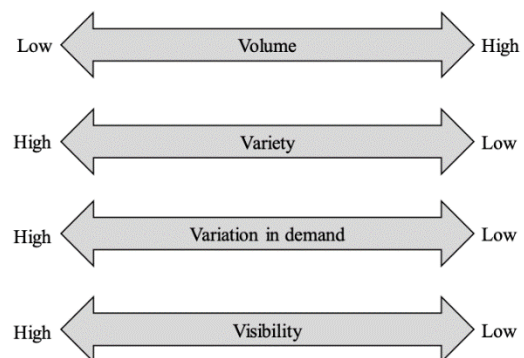 Low Volume High
High Variety Low
High Variation in demand Low
High Visibility Low